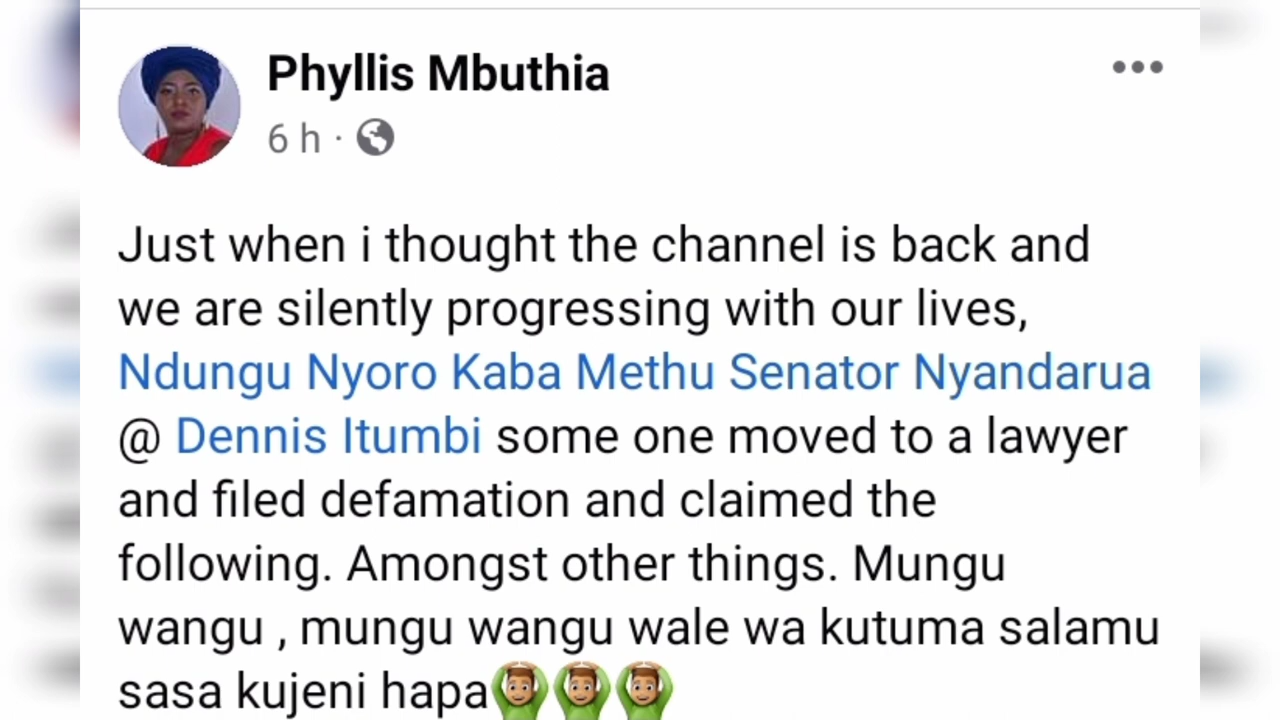 Phyllis Mbuthia
6 h ·
Just when i thought the channel is back and
we are silently progressing with our lives,
Ndungu Nyoro Kaba Methu Senator Nyandarua
@ Dennis Itumbi some one moved to a lawyer
and filed defamation and claimed the
following. Amongst other things. Mungu
wangu , mungu wangu wale wa kutuma salamu
sasa kujeni hapa🙆🏽‍♂️🙆🏽‍♂️🙆🏽‍♂️